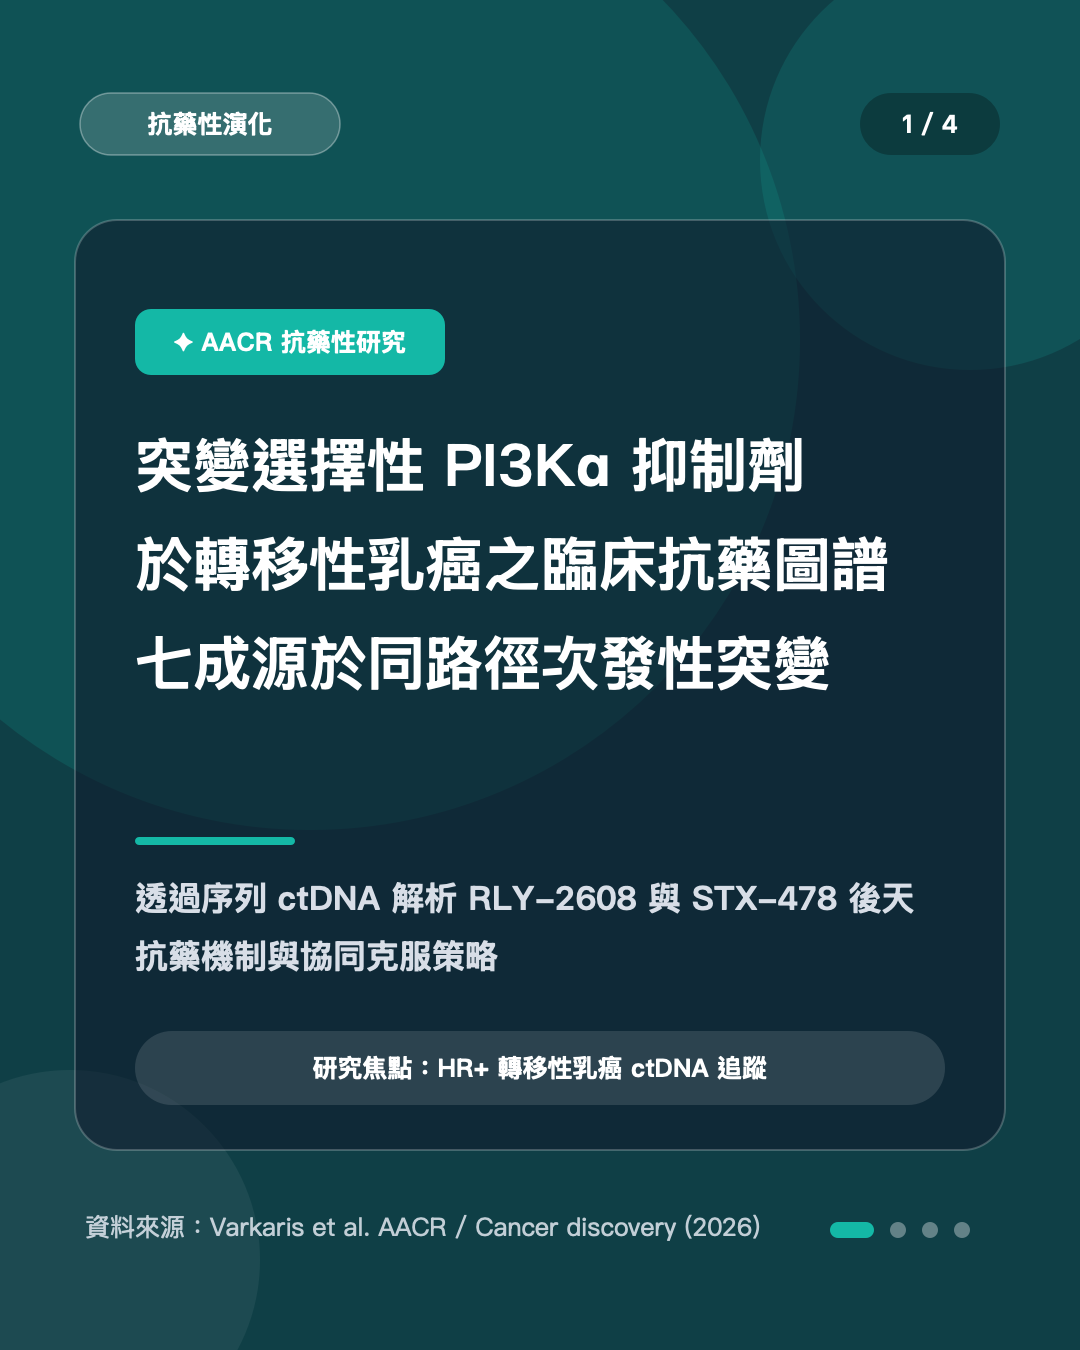 抗藥性演化
1 / 4
✦ AACR 抗藥性研究
突變選擇性 PI3Kα 抑制劑
於轉移性乳癌之臨床抗藥圖譜
七成源於同路徑次發性突變
透過序列 ctDNA 解析 RLY-2608 與 STX-478 後天
抗藥機制與協同克服策略
研究焦點：HR+ 轉移性乳癌 ctDNA 追蹤
資料來源：Varkaris et al. AACR / Cancer discovery (2026)